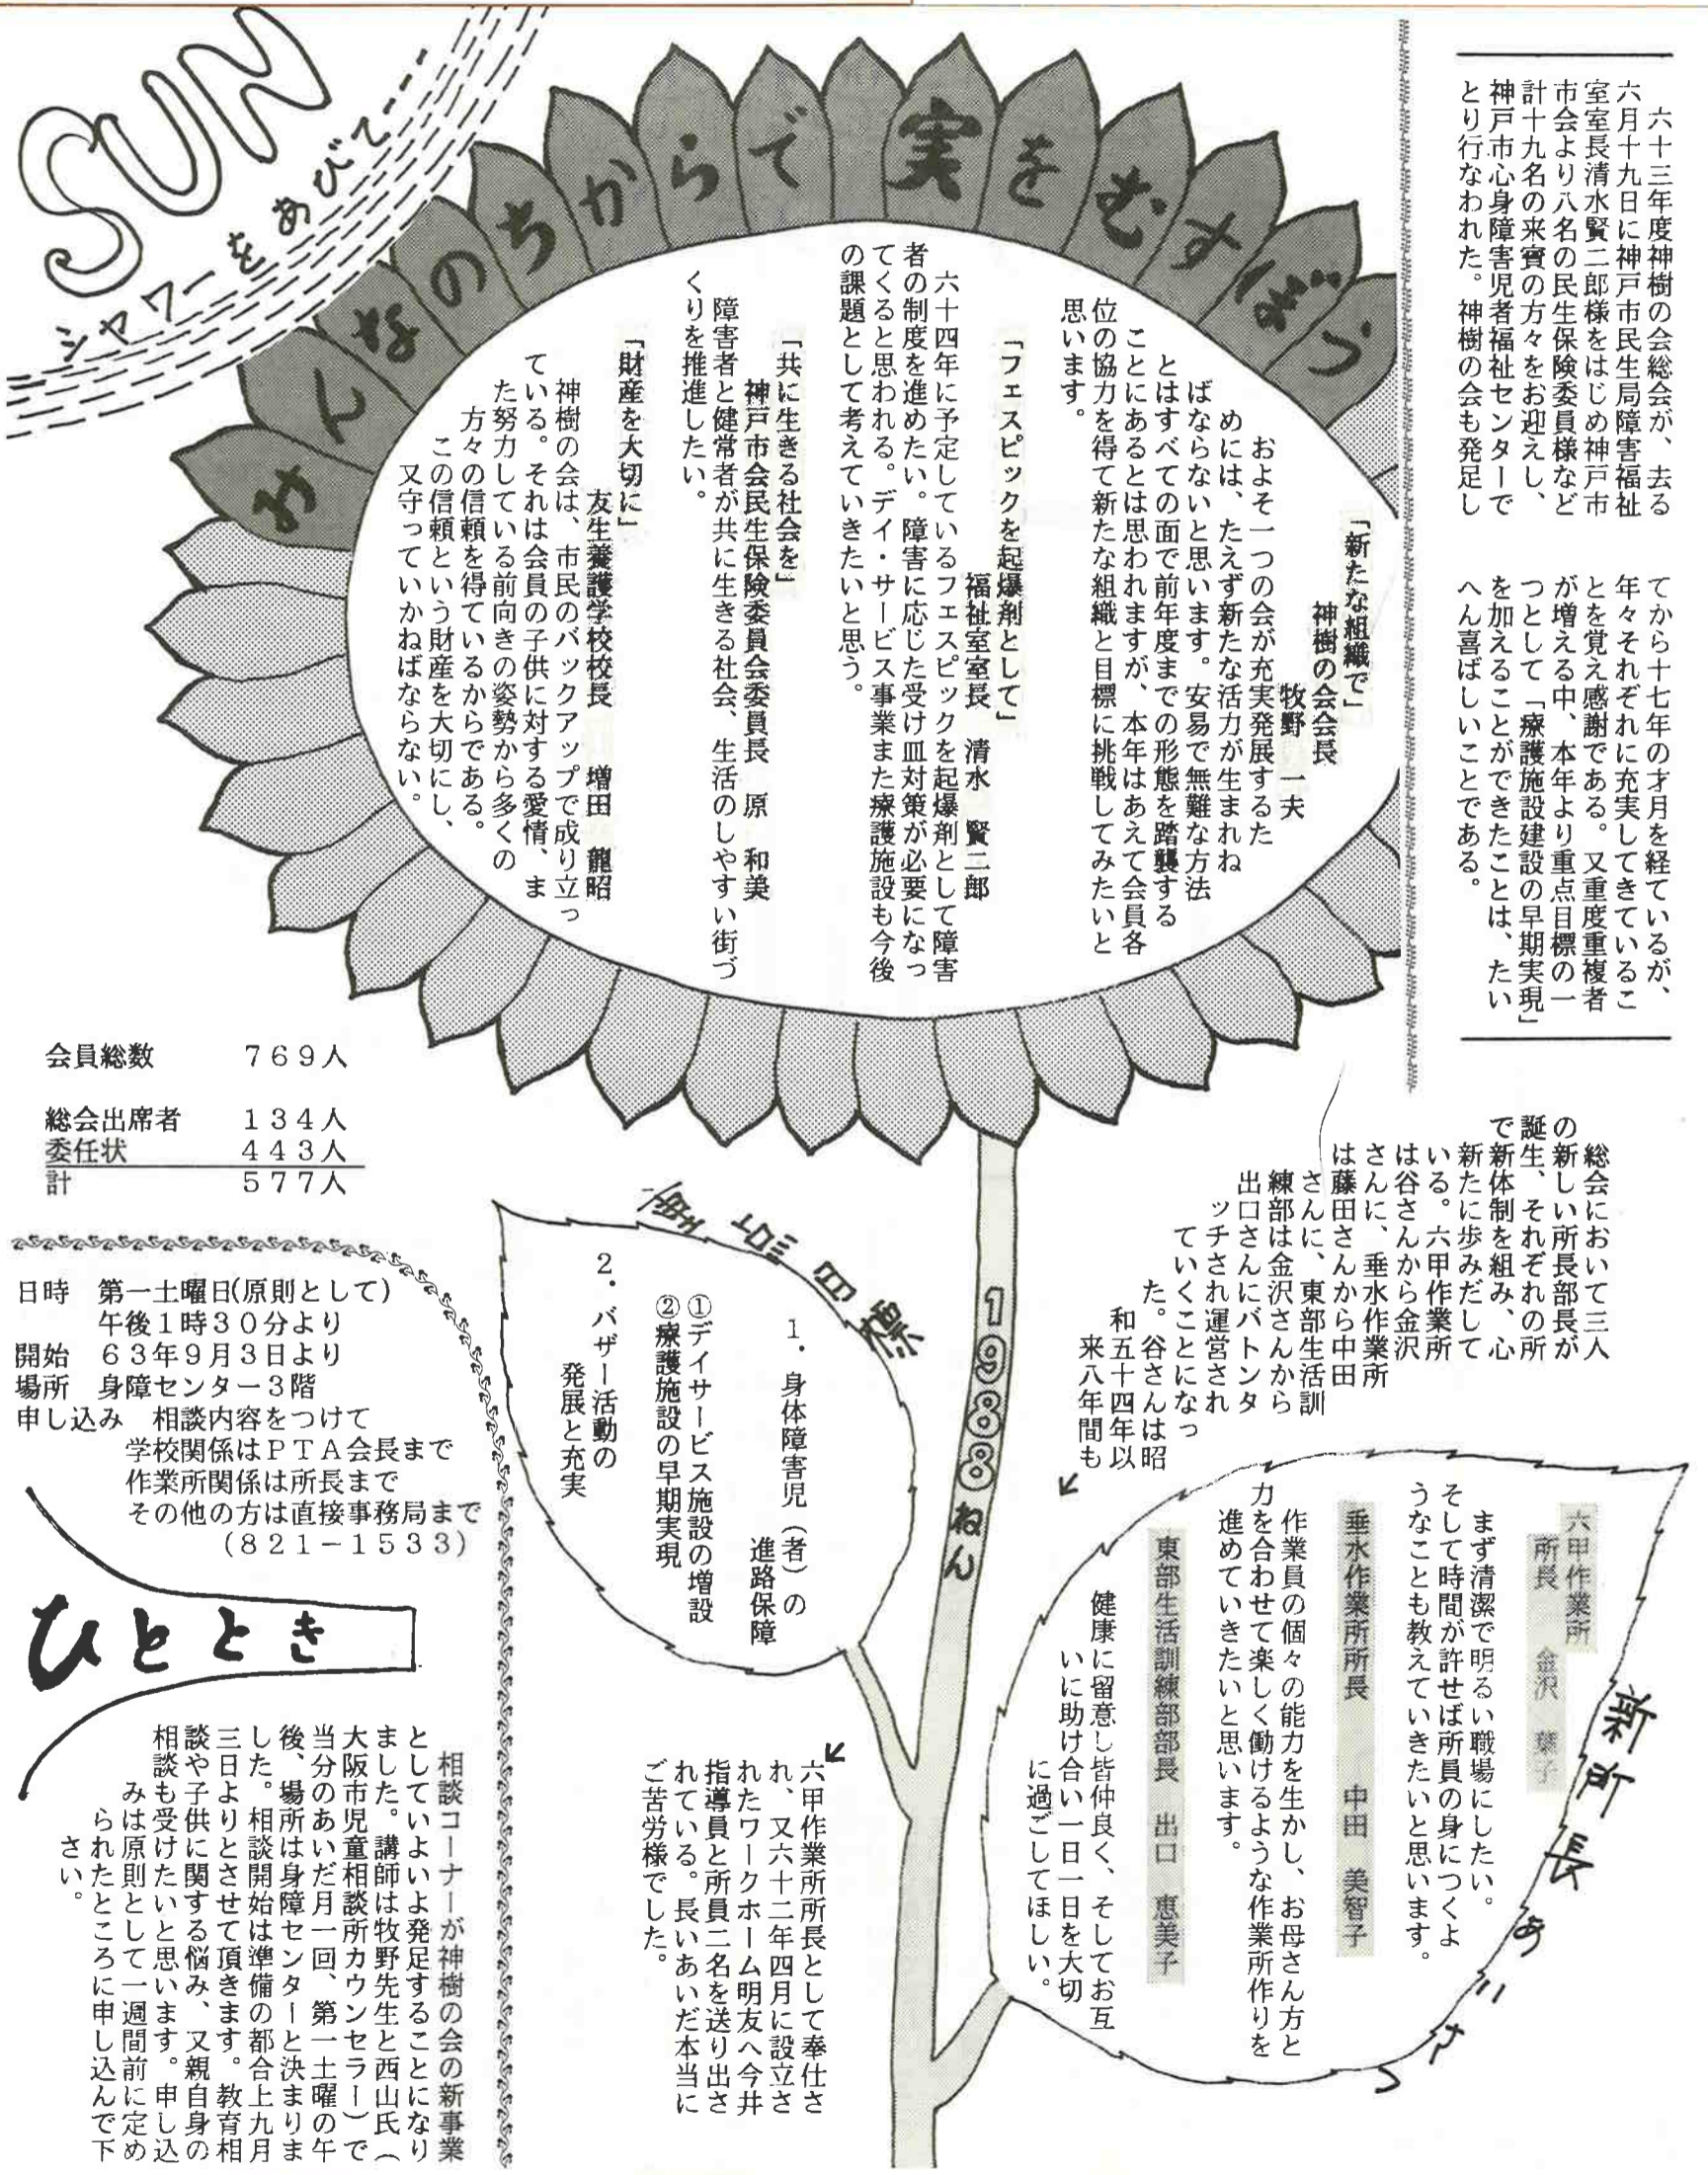 SUN
シャワーをあびて‥‥
みんなのちからで実をむすばう
六十三年度神樹の会総会が、去る
六月十九日に神戸市民生局障害福祉
室室長清水賢二郎様をはじめ神戸市
市会より八名の民生保険委員様など
計十九名の来賓の方々をお迎えし、
神戸市心身障害児者福祉センターで
とり行なわれた。神樹の会も発足し
てから十七年の才月を経ているが、
年々それぞれに充実してきているこ
とを覚え感謝である。又重度重複者
が増える中、本年より重点目標の一
つとして「療護施設建設の早期実現」
を加えることができたことは、たい
へん喜ばしいことである。
「新たな組織で」
神樹の会会長
牧野 一夫
およそ一つの会が充実発展するた
めには、たえず新たな活力が生まれね
ばならないと思います。安易で無難な方法
とはすべての面で前年度までの形態を踏襲する
ことにあるとは思われますが、本年はあえて会員各
位の協力を得て新たな組織と目標に挑戦してみたいと
思います。
「フェスピックを起爆剤として」
福祉室室長 清水 賢二郎
六十四年に予定しているフェスピックを起爆剤として障害
者の制度を進めたい。障害に応じた受け皿対策が必要になっ
てくると思われる。デイ・サービス事業また療護施設も今後
の課題として考えていきたいと思う。
「共に生きる社会を」
神戸市会民生保険委員会委員長 原 和美
障害者と健常者が共に生きる社会、生活のしやすい街づ
くりを推進したい。
「財産を大切に」
友生養護学校校長 増田 龍昭
神樹の会は、市民のバックアップで成り立っ
ている。それは会員の子供に対する愛情、ま
た努力している前向きの姿勢から多くの
方々の信頼を得ているからである。
この信頼という財産を大切にし、
又守っていかねばならない。
会員総数 769人
総会出席者 134人
委任状 443人
計 577人
総会において三人
の新しい所長部長が
誕生、それぞれの所
で新体制を組み、心
新たに歩みだして
いる。六甲作業所
は谷さんから金沢
さんに、垂水作業所
は藤田さんから中田
さんに、東部生活訓
練部は金沢さんから
出口さんにバトンタ
ッチされ運営され
ていくことになっ
た。谷さんは昭
和五十四年以
来八年間も
六甲作業所所長として奉仕さ
れ、又六十二年四月に設立さ
れたワークホーム明友へ今井
指導員と所員二名を送り出さ
れている。長いあいだ本当に
ご苦労様でした。
1988ねん
重点目標
1．身体障害児（者）の
進路保障
①デイサービス施設の増設
②療護施設の早期実現
2．バザー活動の
発展と充実
新所長あいさつ
六甲作業所
所長 金沢 葉子
まず清潔で明るい職場にしたい。
そして時間が許せば所員の身につくよ
うなことも教えていきたいと思います。
垂水作業所所長 中田 美智子
作業員の個々の能力を生かし、お母さん方と
力を合わせて楽しく働けるような作業所作りを
進めていきたいと思います。
東部生活訓練部部長 出口 恵美子
健康に留意し皆仲良く、そしてお互
いに助け合い一日一日を大切
に過ごしてほしい。
日時 第一土曜日(原則として)
午後1時30分より
開始 63年9月3日より
場所 身障センター3階
申し込み 相談内容をつけて
学校関係はPTA会長まで
作業所関係は所長まで
その他の方は直接事務局まで
(821−1533)
ひととき
相談コーナーが神樹の会の新事業
としていよいよ発足することになり
ました。講師は牧野先生と西山氏（
大阪市児童相談所カウンセラー）で
当分のあいだ月一回、第一土曜の午
後、場所は身障センターと決まりま
した。相談開始は準備の都合上九月
三日よりとさせて頂きます。教育相
談や子供に関する悩み、又親自身の
相談も受けたいと思います。申し込
みは原則として一週間前に定め
られたところに申し込んで下
さい。